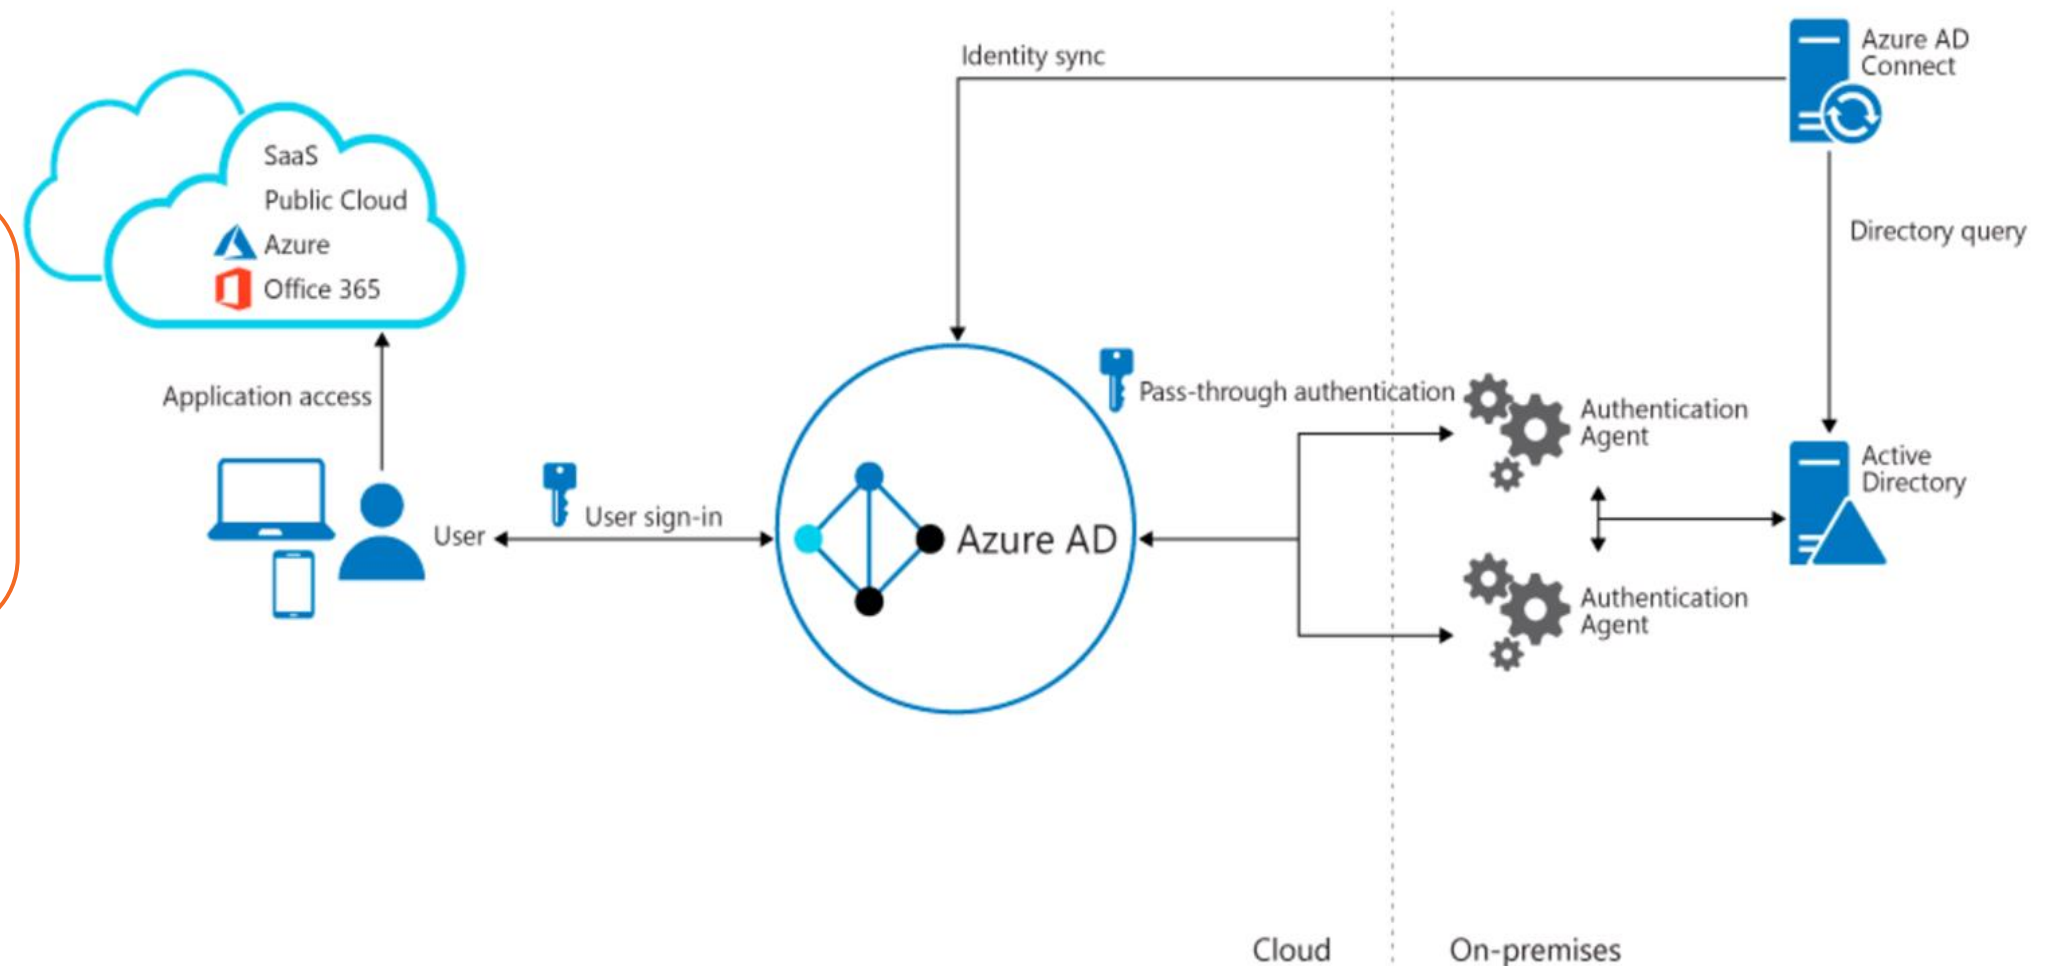 Identity sync
Azure AD
Connect
SaaS
Public Cloud
Azure
Office 365
Directory query
Application access
Pass-through authentication
Authentication
Agent
Active
Directory
User
User sign-in
Azure AD
Authentication
Agent
Cloud
On-premises